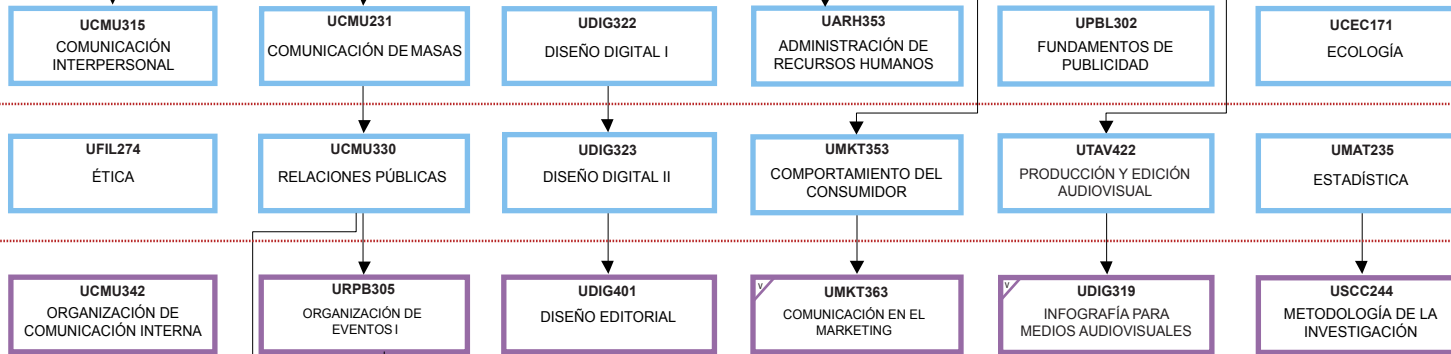 UCMU315
COMUNICACIÓN
INTERPERSONAL
UCMU231
COMUNICACIÓN DE MASAS
UDIG322
DISEÑO DIGITAL I
UARH353
ADMINISTRACIÓN DE
RECURSOS HUMANOS
UPBL302
FUNDAMENTOS DE
PUBLICIDAD
UCEC171
ECOLOGÍA
UFIL274
ÉTICA
UCMU330
RELACIONES PÚBLICAS
UDIG323
DISEÑO DIGITAL II
UMKT353
COMPORTAMIENTO DEL
CONSUMIDOR
UTAV422
PRODUCCIÓN Y EDICIÓN
AUDIOVISUAL
UMAT235
ESTADÍSTICA
UCMU342
ORGANIZACIÓN DE
COMUNICACIÓN INTERNA
URPB305
ORGANIZACIÓN DE
EVENTOS I
UDIG401
DISEÑO EDITORIAL
V
UMKT363
COMUNICACIÓN EN EL
MARKETING
V
UDIG319
INFOGRAFÍA PARA
MEDIOS AUDIOVISUALES
USCC244
METODOLOGÍA DE LA
INVESTIGACIÓN